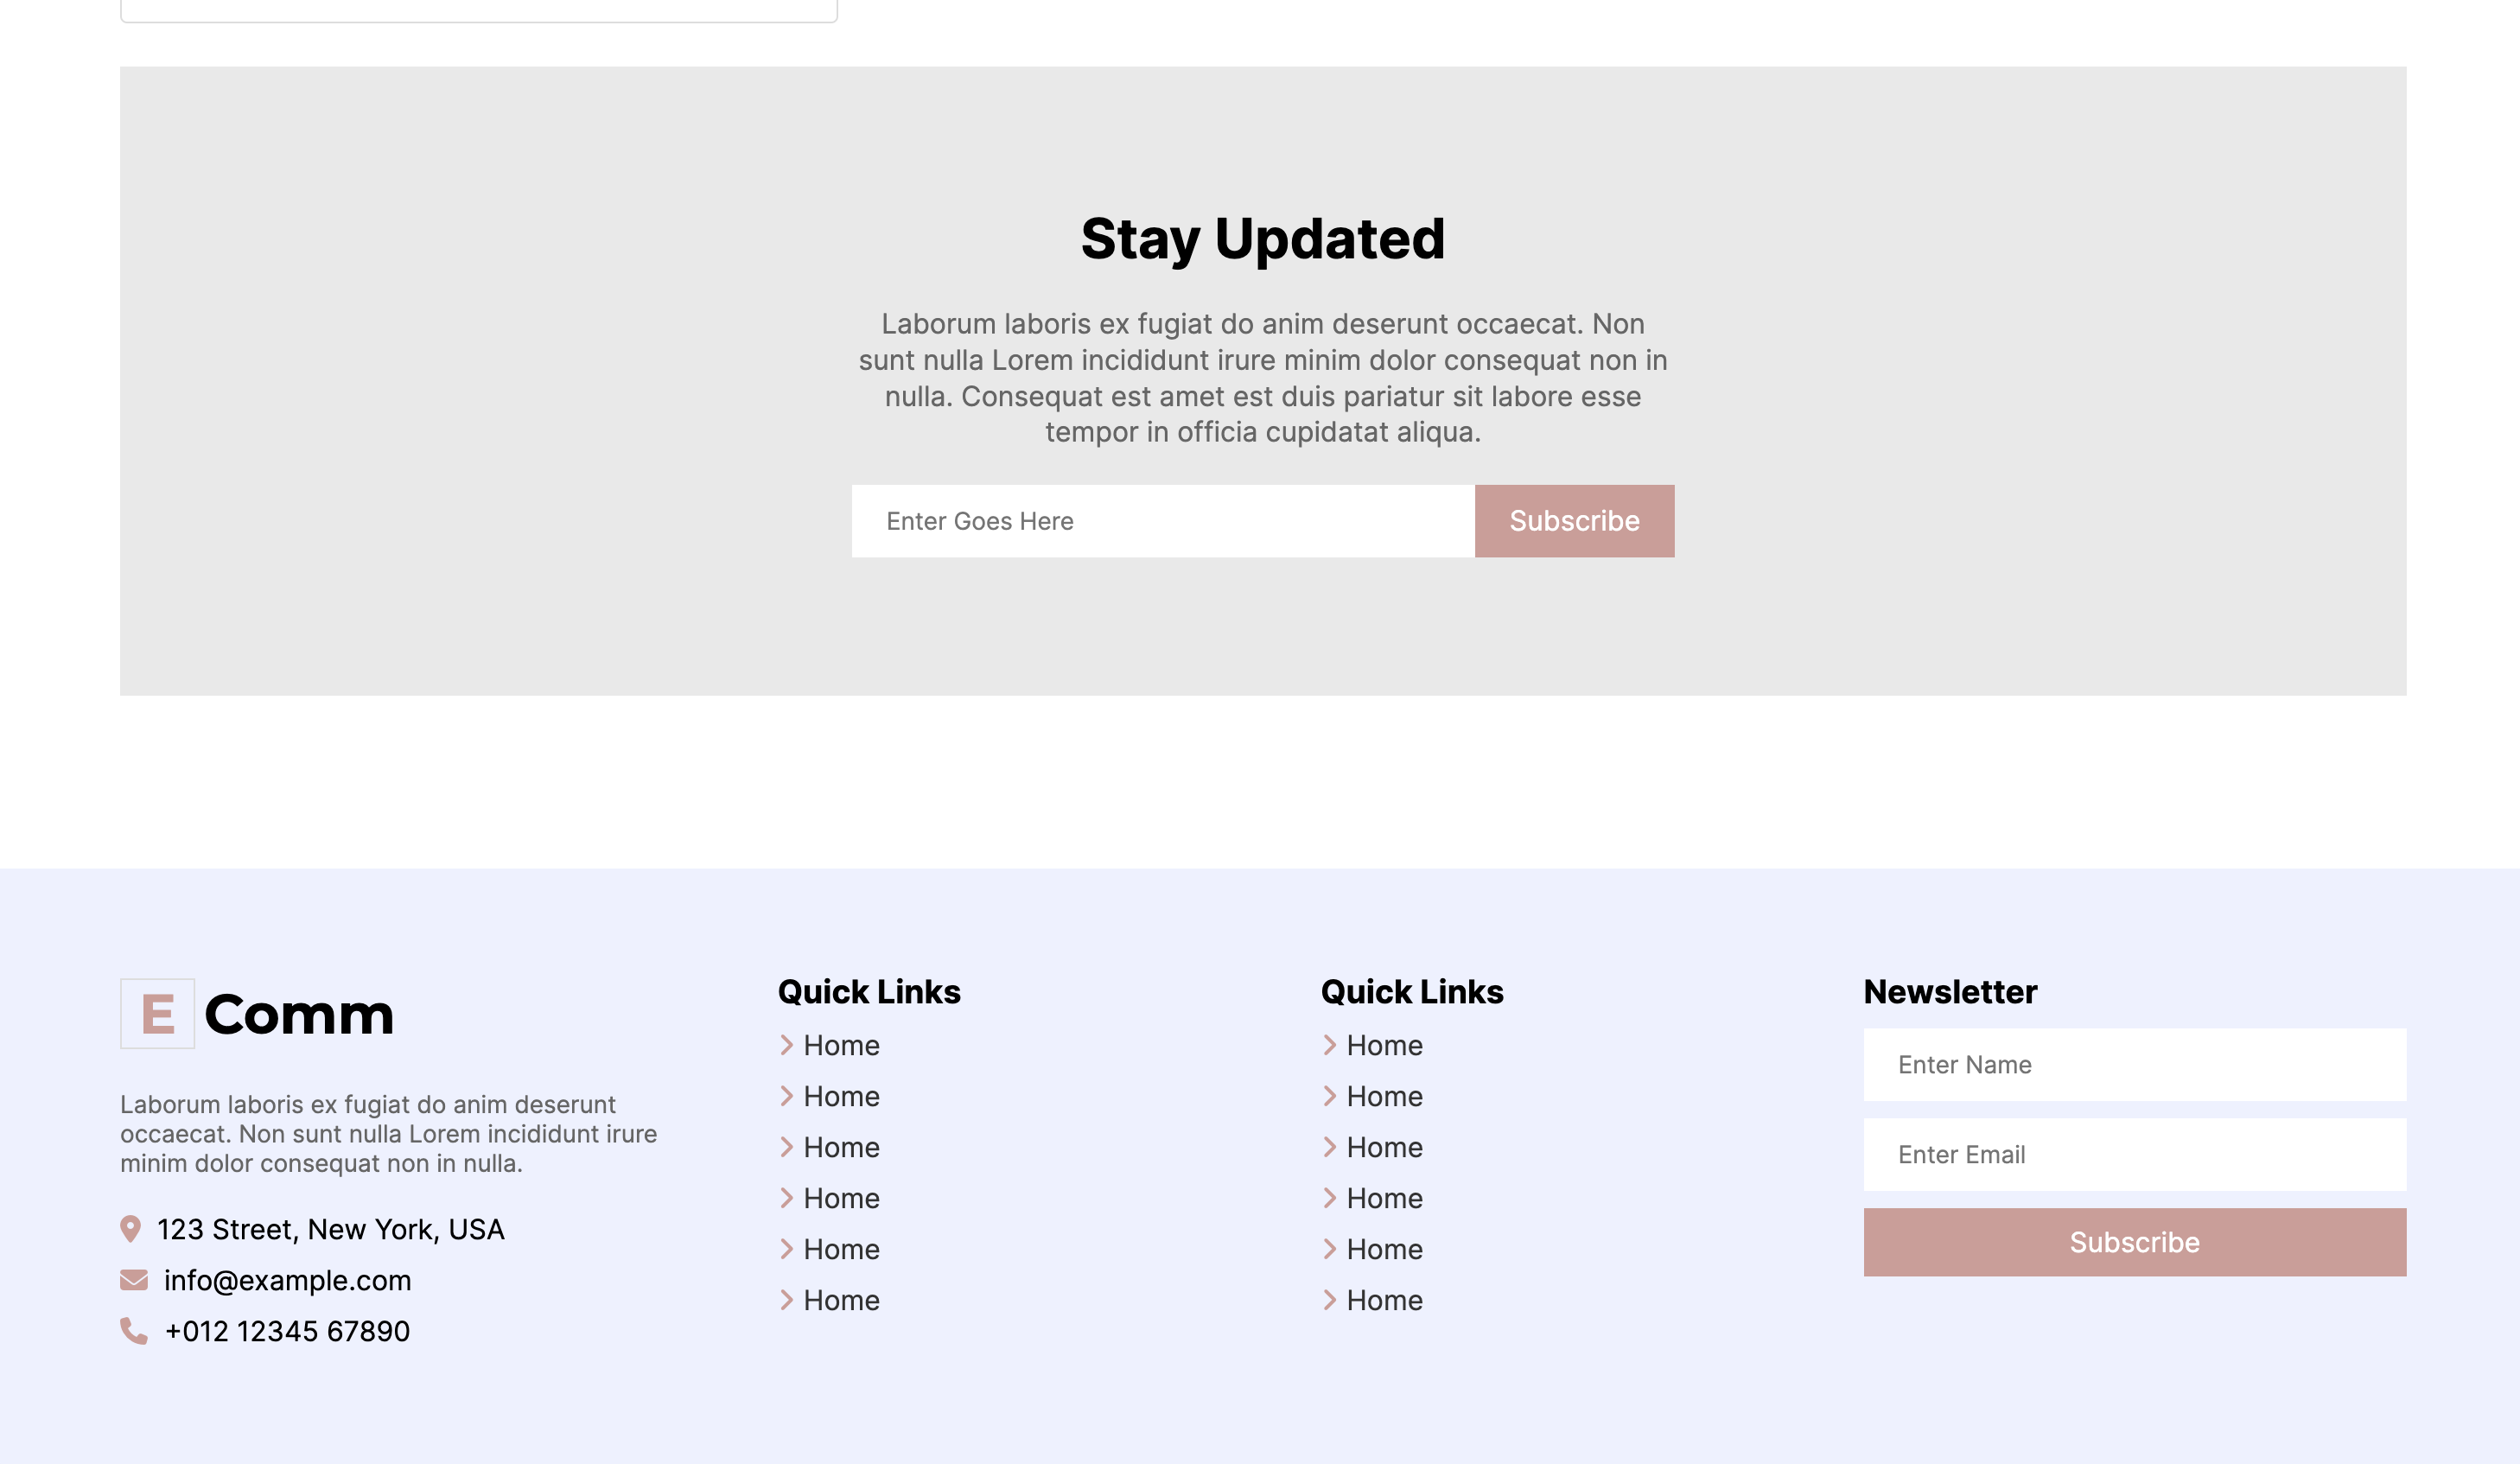 Stay Updated
Laborum laboris ex fugiat do anim deserunt occaecat. Non
sunt nulla Lorem incididunt irure minim dolor consequat non in
nulla. Consequat est amet est duis pariatur sit labore esse
tempor in officia cupidatat aliqua.
Enter Goes Here
Subscribe
E Comm
Laborum laboris ex fugiat do anim deserunt
occaecat. Non sunt nulla Lorem incididunt irure
minim dolor consequat non in nulla.
123 Street, New York, USA
info@example.com
+012 12345 67890
Quick Links
Home
Home
Home
Home
Home
Home
Quick Links
Home
Home
Home
Home
Home
Home
Newsletter
Enter Name
Enter Email
Subscribe